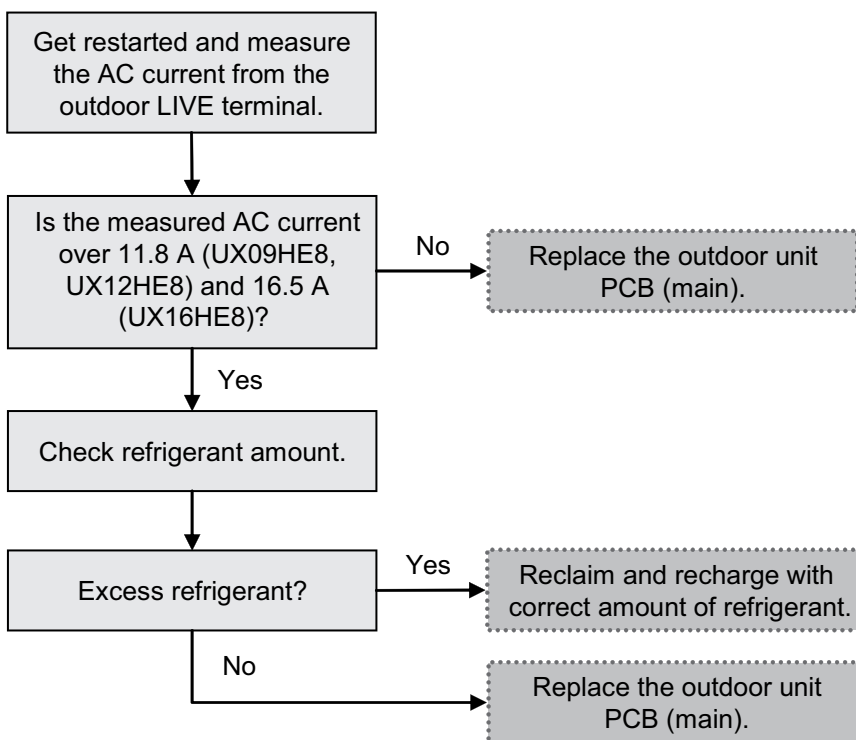 Get restarted and measure
the AC current from the
outdoor LIVE terminal.
Is the measured AC current
over 11.8 A (UX09HE8,
UX12HE8) and 16.5 A
(UX16HE8)?
No
Replace the outdoor unit
PCB (main).
Yes
Check refrigerant amount.
Excess refrigerant?
Yes
Reclaim and recharge with
correct amount of refrigerant.
No
Replace the outdoor unit
PCB (main).